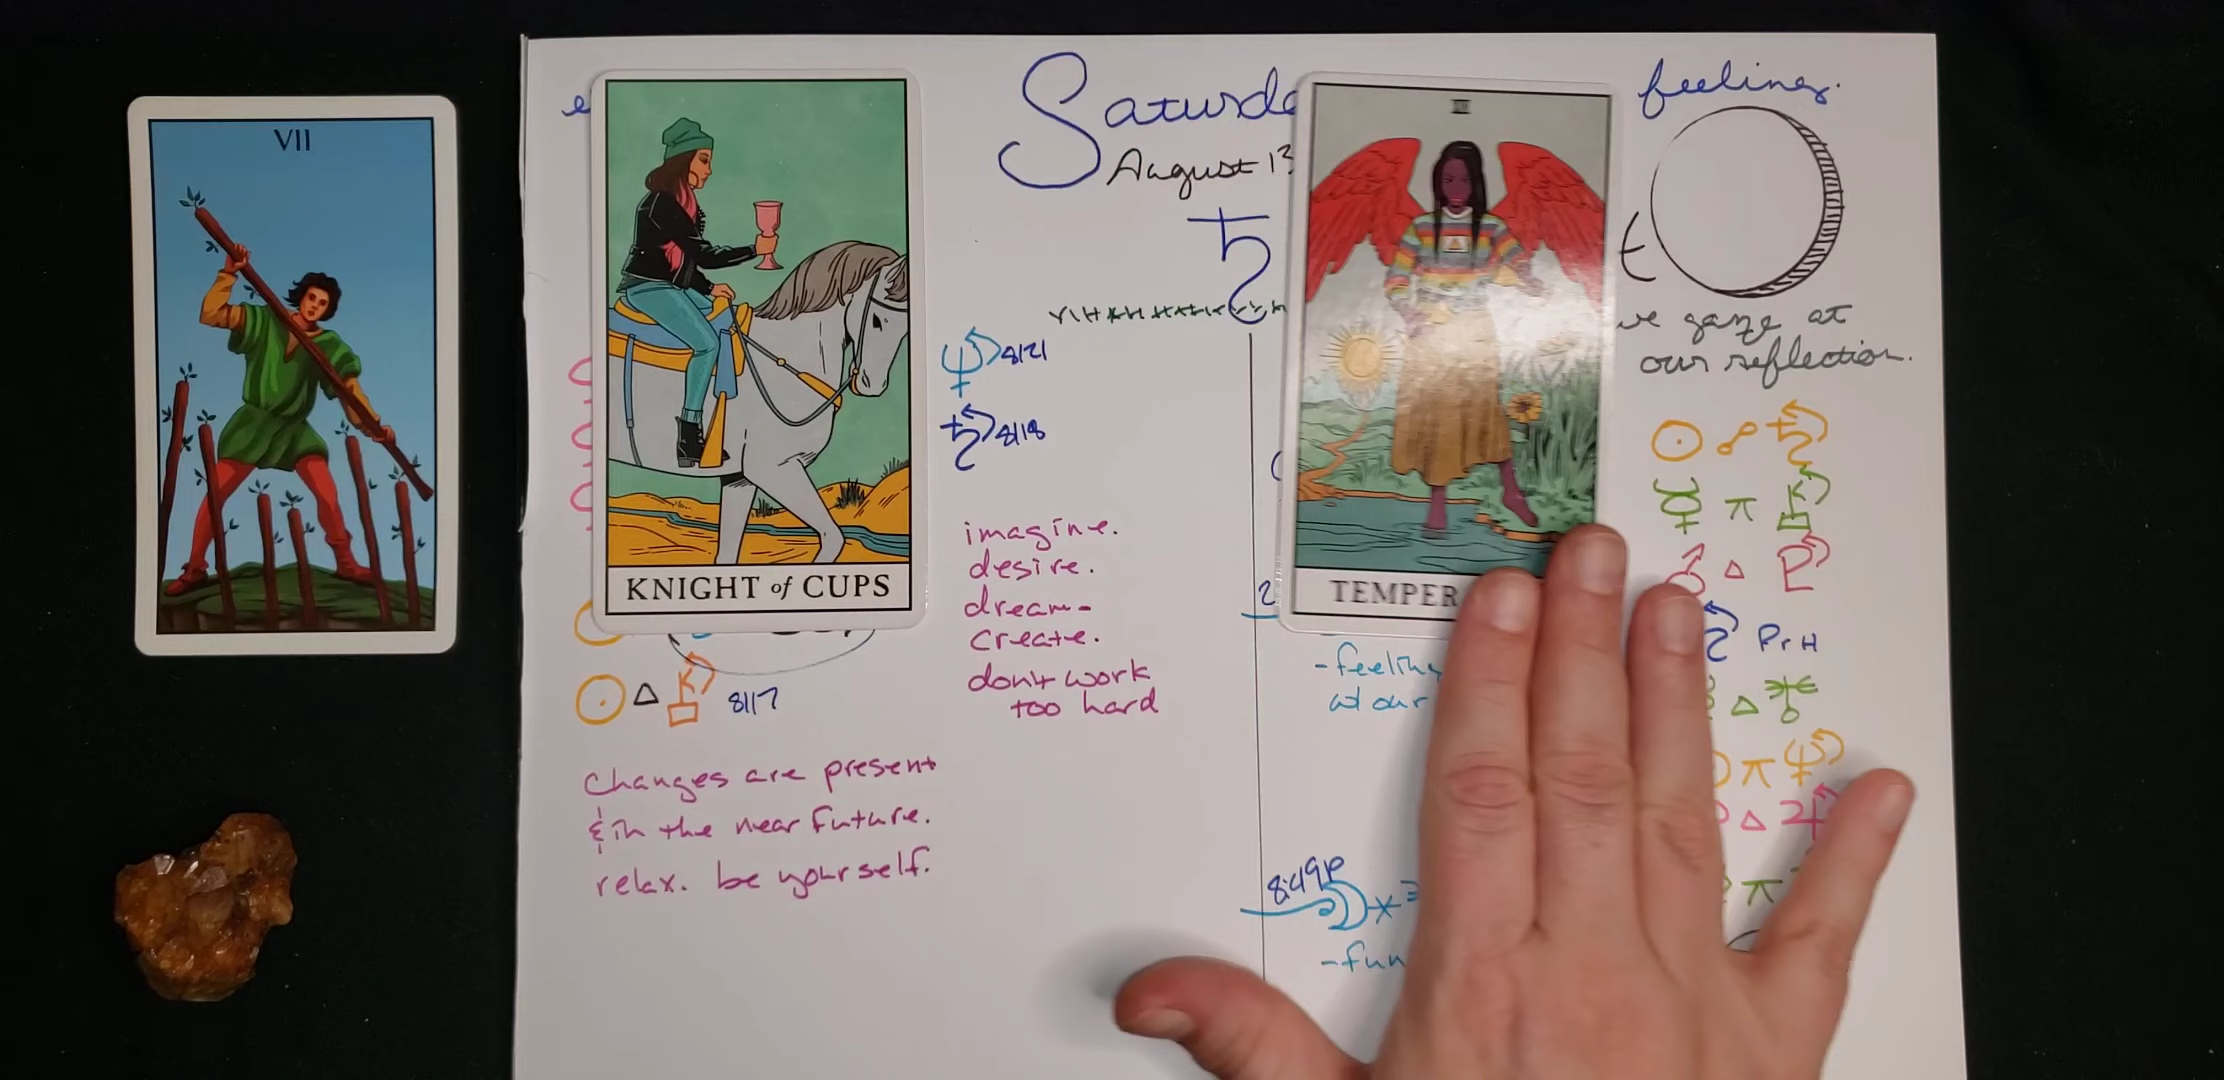 VII
KNIGHT of CUPS
TEMPER
Saturd
August 13
feelings.
we gaze at
our reflection.
8/21
8/18
imagine.
desire.
dream-
create.
don't work
too hard
8/17
changes are present
& in the near future.
relax. be yourself.
2
-feeling
at our
8:49p
-fun
Pr H